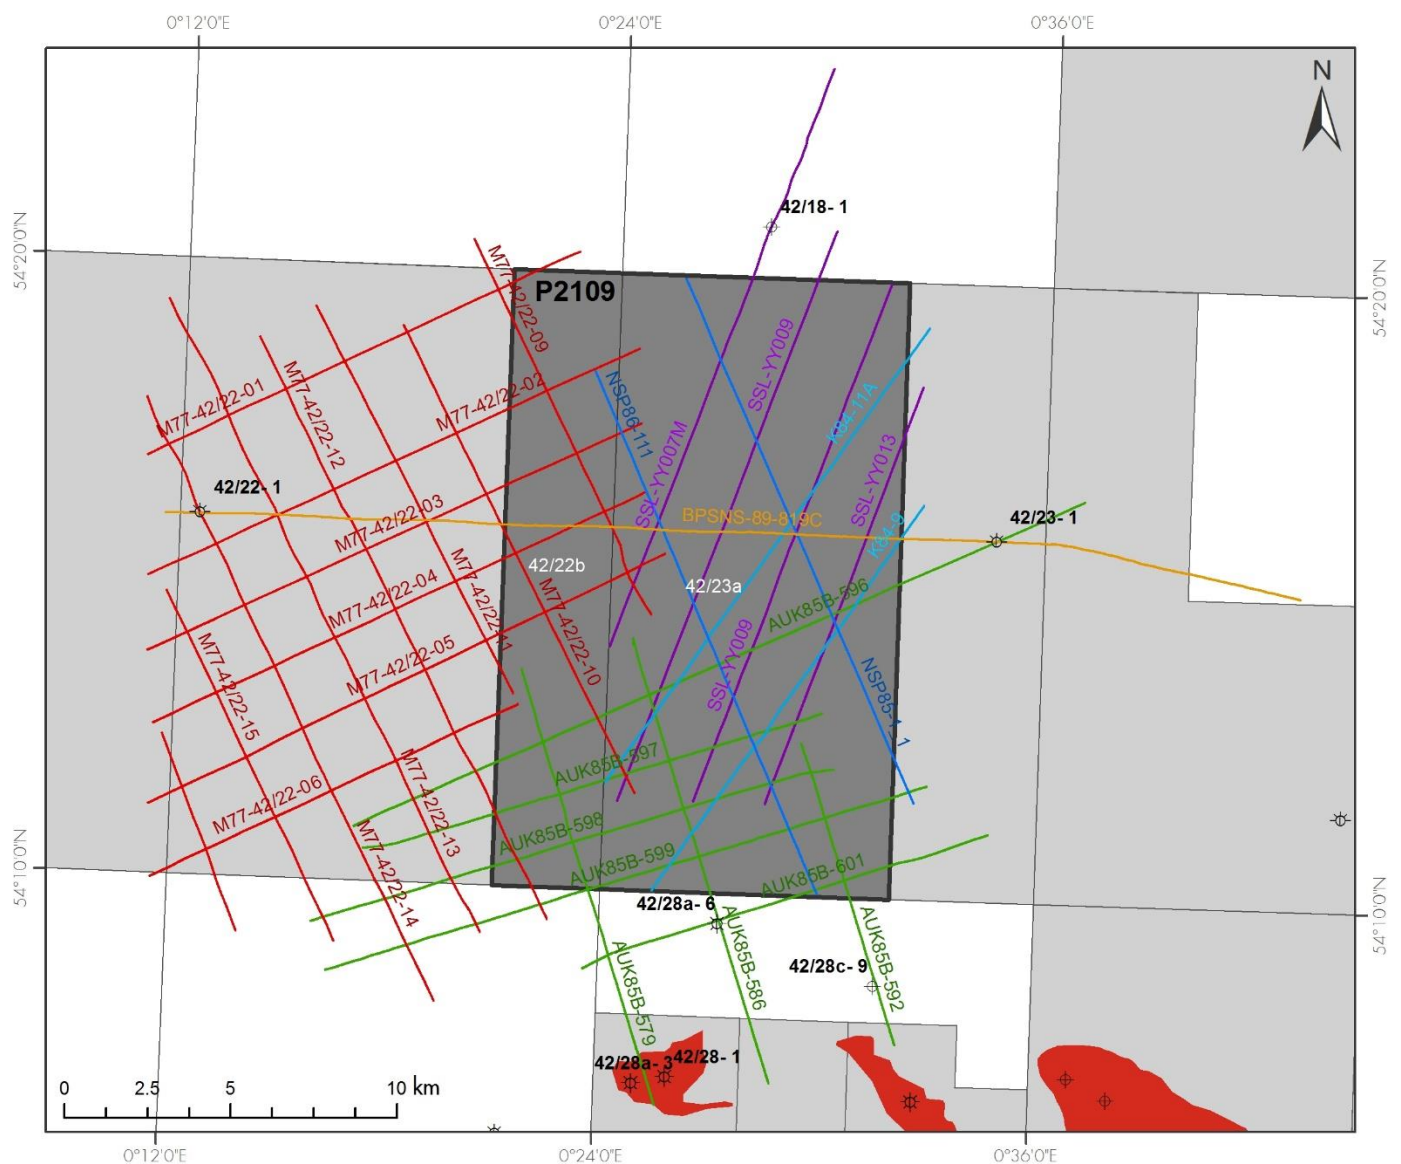 0°12'0"E
0°24'0"E
0°36'0"E
N
54°20'0"N
54°20'0"N
42/18- 1
P2109
M77-42/22-09
M77-42/22-01
M77-42/22-12
M77-42/22-02
NSP86-111
SSL-YY009
K84-11A
SSL-YY007M
SSL-YY013
42/22- 1
M77-42/22-03
BPSNS-89-819C
42/23- 1
K84-9
42/22b
42/23a
M77-42/22-04
M77-42/22-11
M77-42/22-10
AUK85B-596
M77-42/22-05
M77-42/22-15
SSL-YY009
NSP85-1_1
AUK85B-597
M77-42/22-06
M77-42/22-13
AUK85B-598
M77-42/22-14
AUK85B-599
AUK85B-601
54°10'0"N
54°10'0"N
42/28a- 6
AUK85B-579
AUK85B-586
42/28c- 9
AUK85B-592
42/28a- 3
42/28- 1
0
2.5
5
10 km
0°12'0"E
0°24'0"E
0°36'0"E